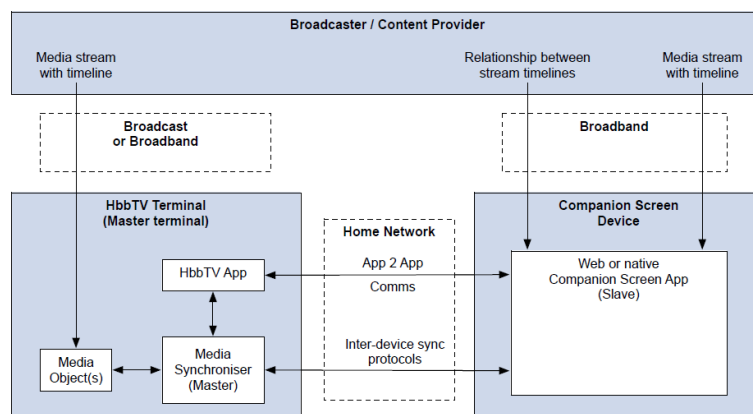 Broadcaster / Content Provider
Media stream
with timeline
Relationship between
stream timelines
Media stream
with timeline
Broadcast
or Broadband
Broadband
HbbTV Terminal
(Master terminal)
Home Network
Companion Screen
Device
HbbTV App
App 2 App
Comms
Web or native
Companion Screen App
(Slave)
Media
Object(s)
Media
Synchroniser
(Master)
Inter-device sync
protocols